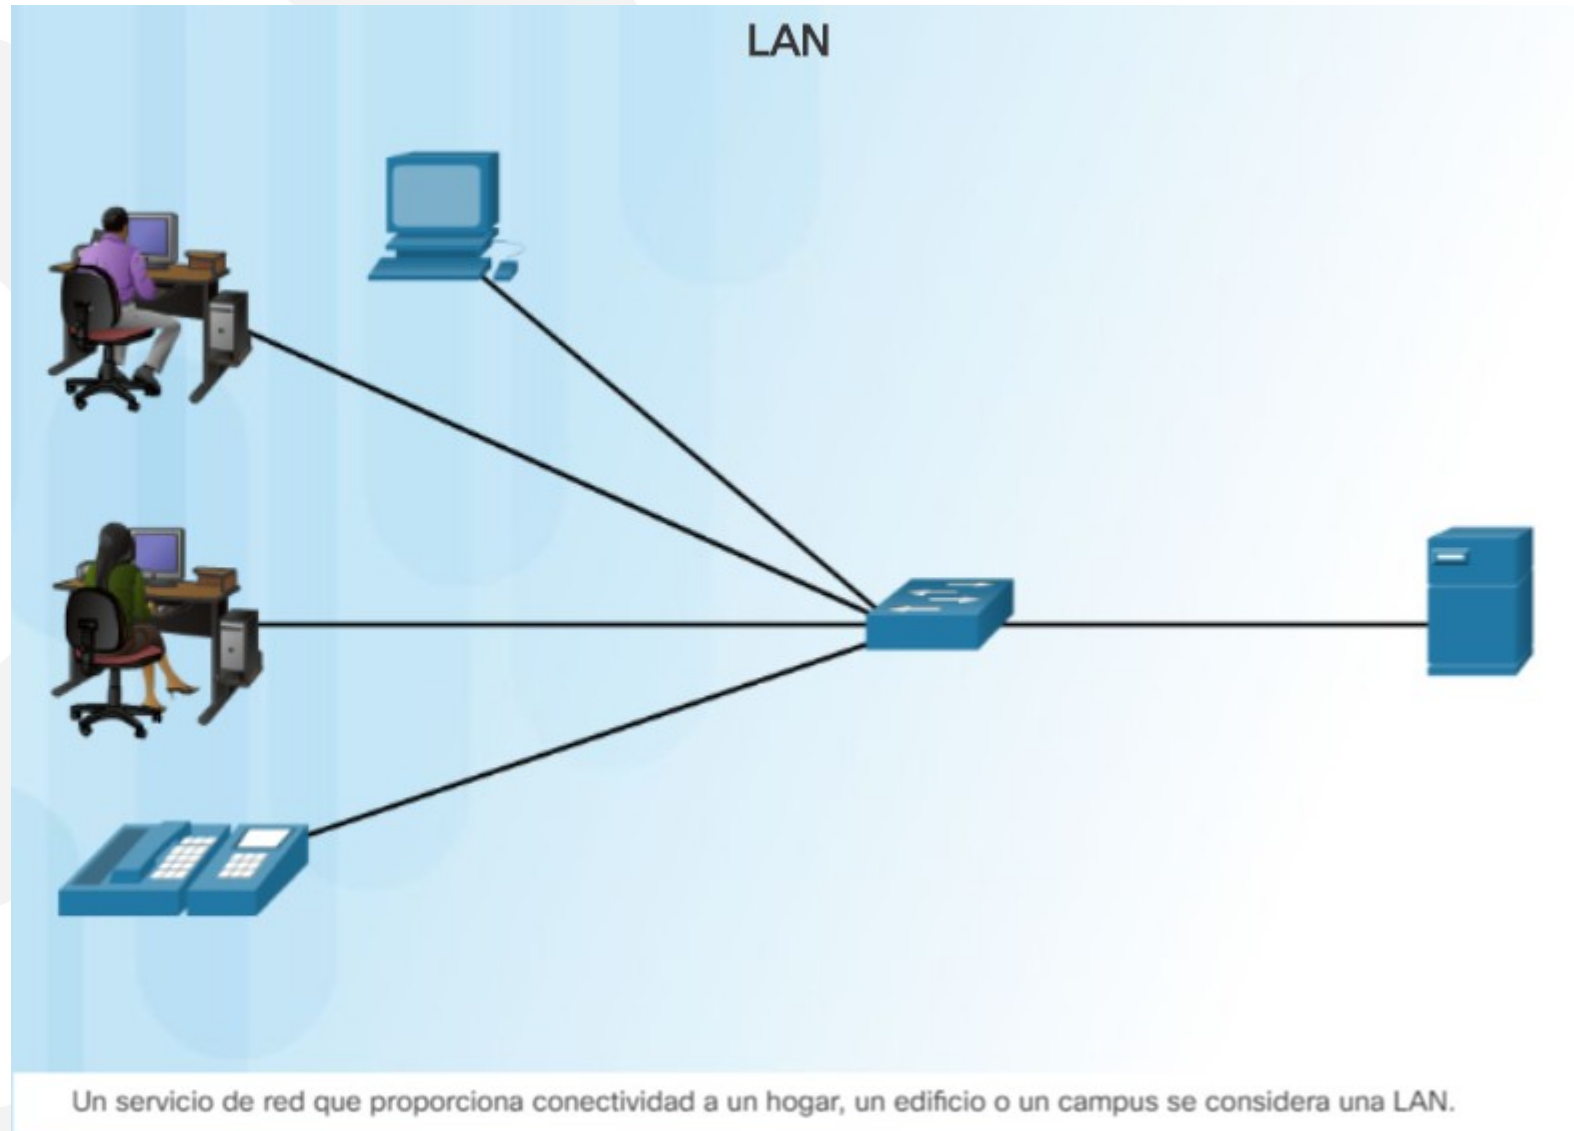 LAN
Un servicio de red que proporciona conectividad a un hogar, un edificio o un campus se considera una LAN.